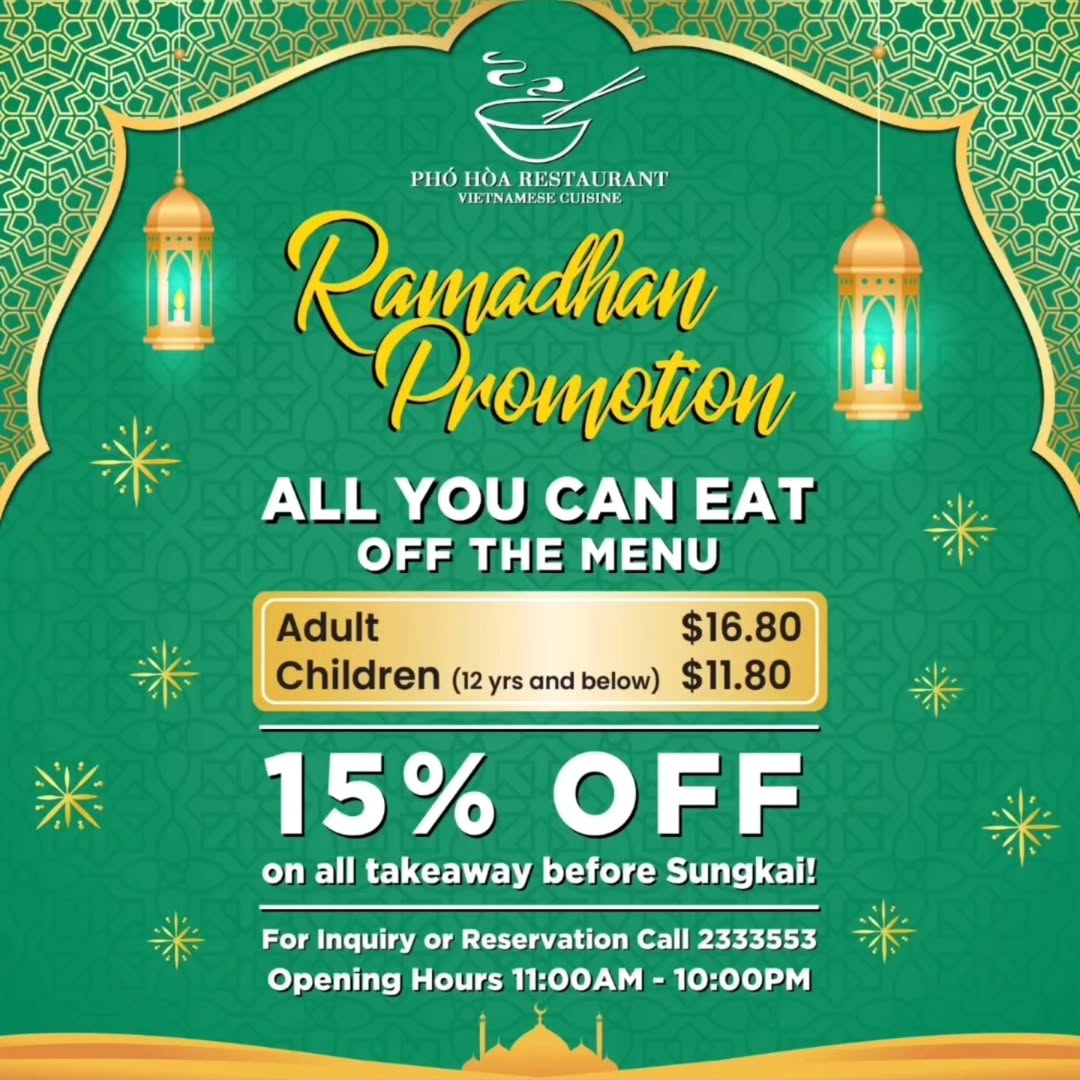 PHÓ HÒA RESTAURANT
VIETNAMESE CUISINE
Ramadhan
Promotion
ALL YOU CAN EAT
OFF THE MENU
Adult $16.80
Children (12 yrs and below) $11.80
15% OFF
on all takeaway before Sungkai!
For Inquiry or Reservation Call 2333553
Opening Hours 11:00AM - 10:00PM